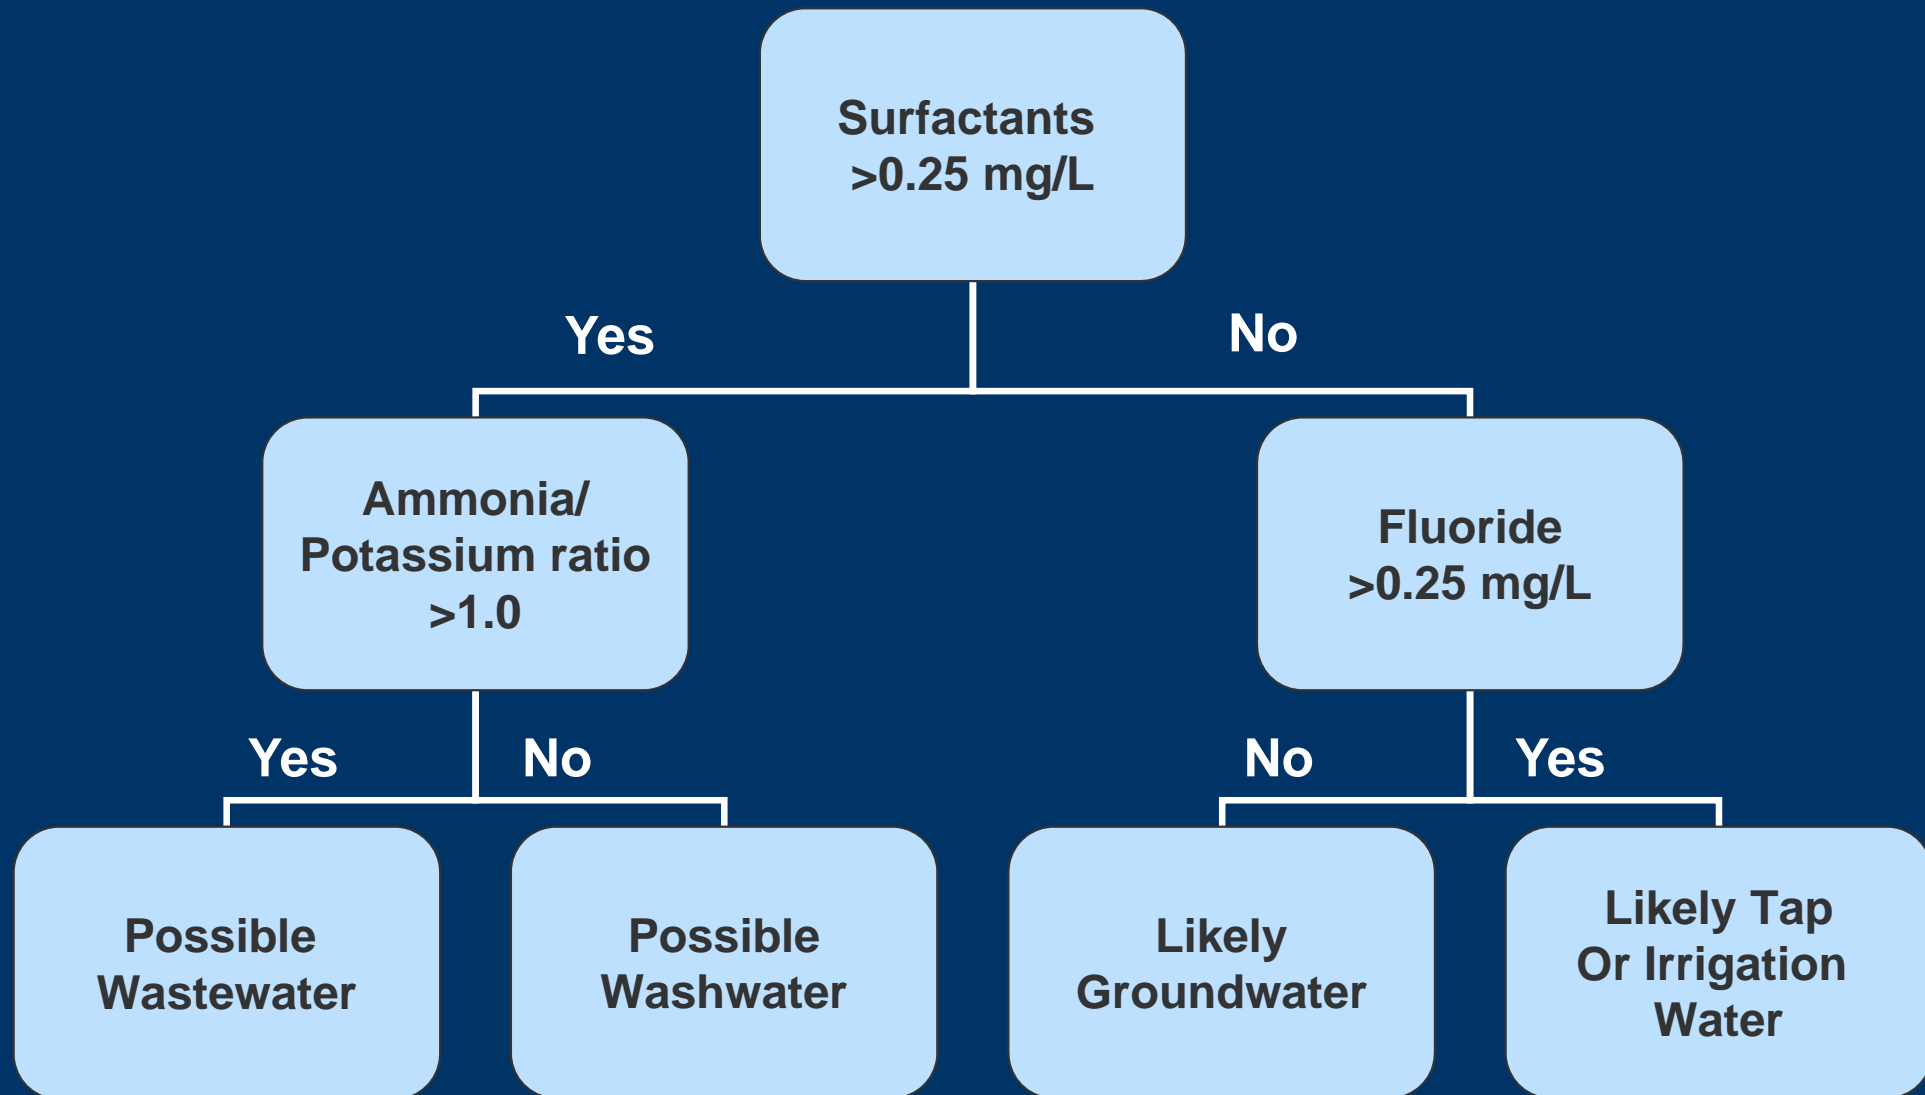 Surfactants
>0.25 mg/L
Yes
No
Ammonia/
Potassium ratio
>1.0
Fluoride
>0.25 mg/L
Yes
No
No
Yes
Possible
Wastewater
Possible
Washwater
Likely
Groundwater
Likely Tap
Or Irrigation
Water